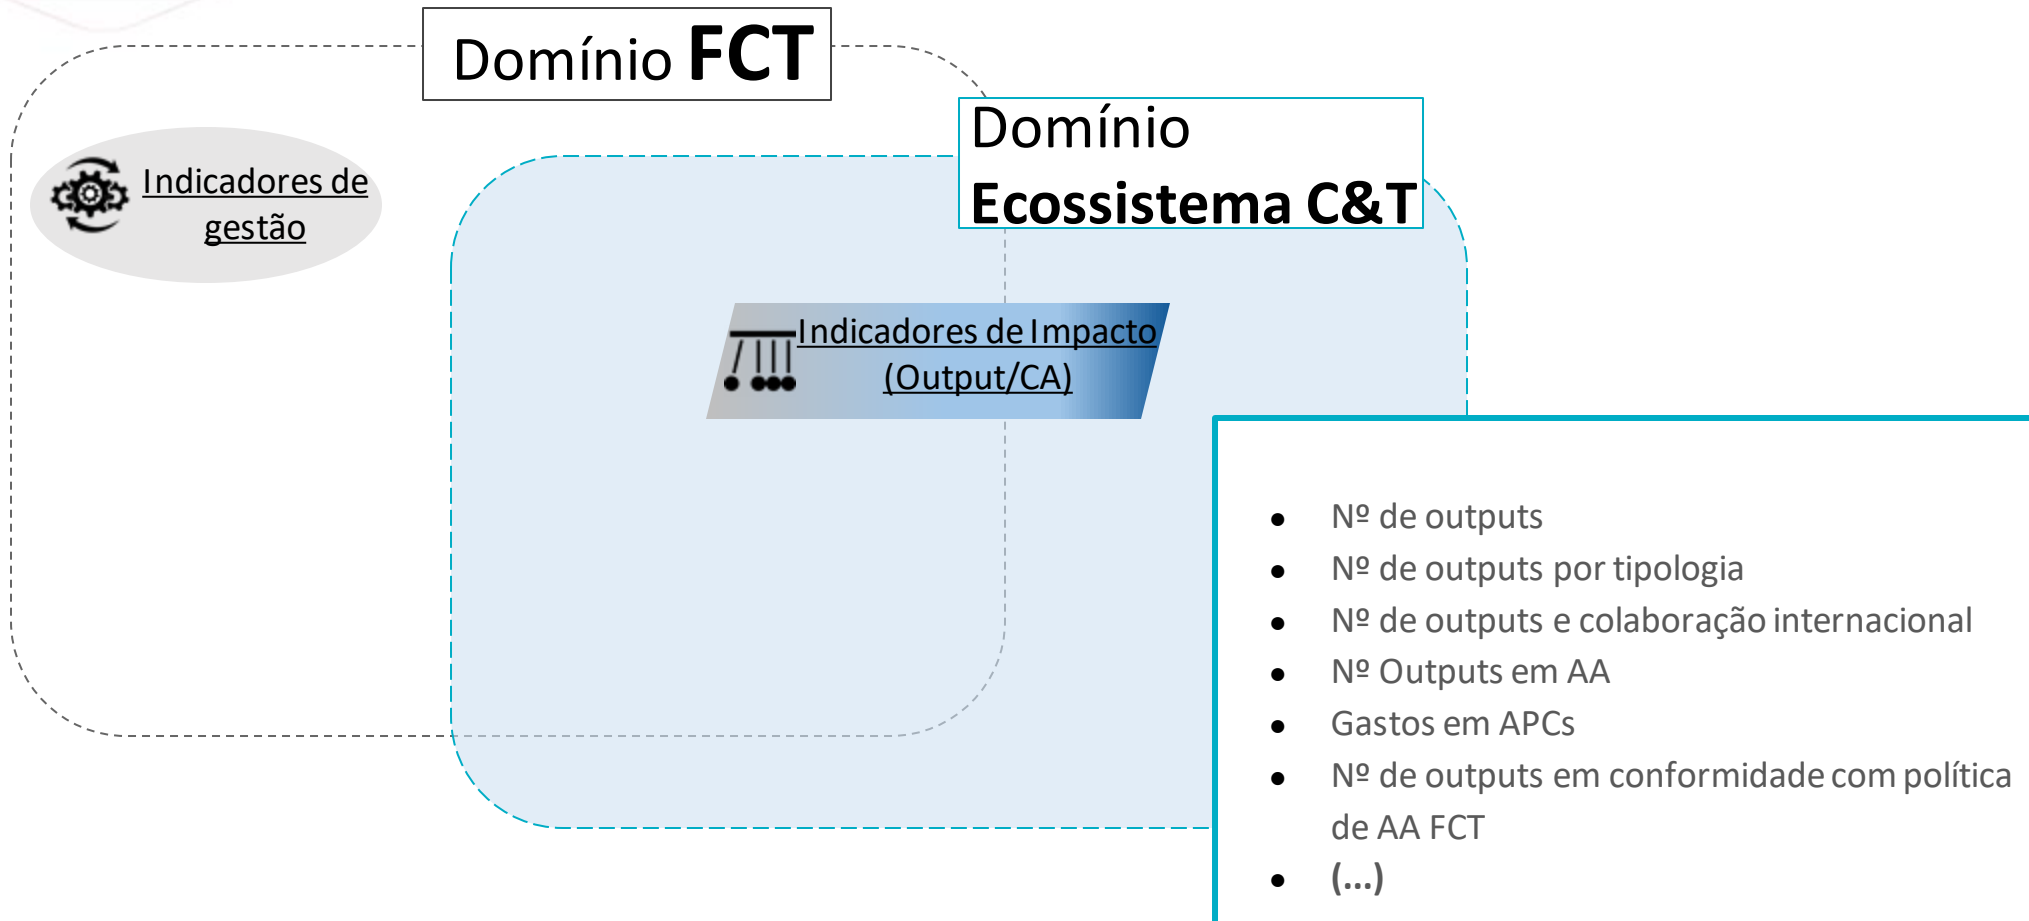 Domínio FCT
Domínio
Ecossistema C&T
Indicadores de
gestão
Indicadores de Impacto
(Output/CA)
● Nº de outputs
● Nº de outputs por tipologia
● Nº de outputs e colaboração internacional
● Nº Outputs em AA
● Gastos em APCs
● Nº de outputs em conformidade com política
de AA FCT
● (...)